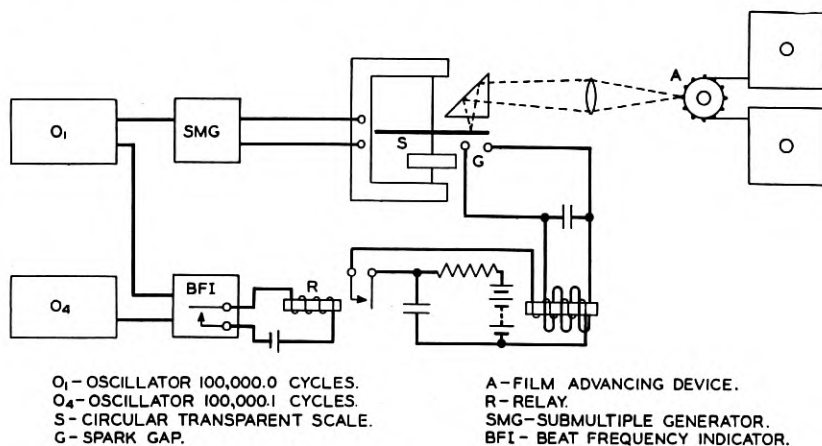 A
O₁
SMG
S
G
O₄
BFI
R
O₁-OSCILLATOR 100,000.0 CYCLES.
O₄-OSCILLATOR 100,000.1 CYCLES.
S-CIRCULAR TRANSPARENT SCALE.
G-SPARK GAP.
A-FILM ADVANCING DEVICE.
R-RELAY.
SMG-SUBMULTIPLE GENERATOR.
BFI-BEAT FREQUENCY INDICATOR.